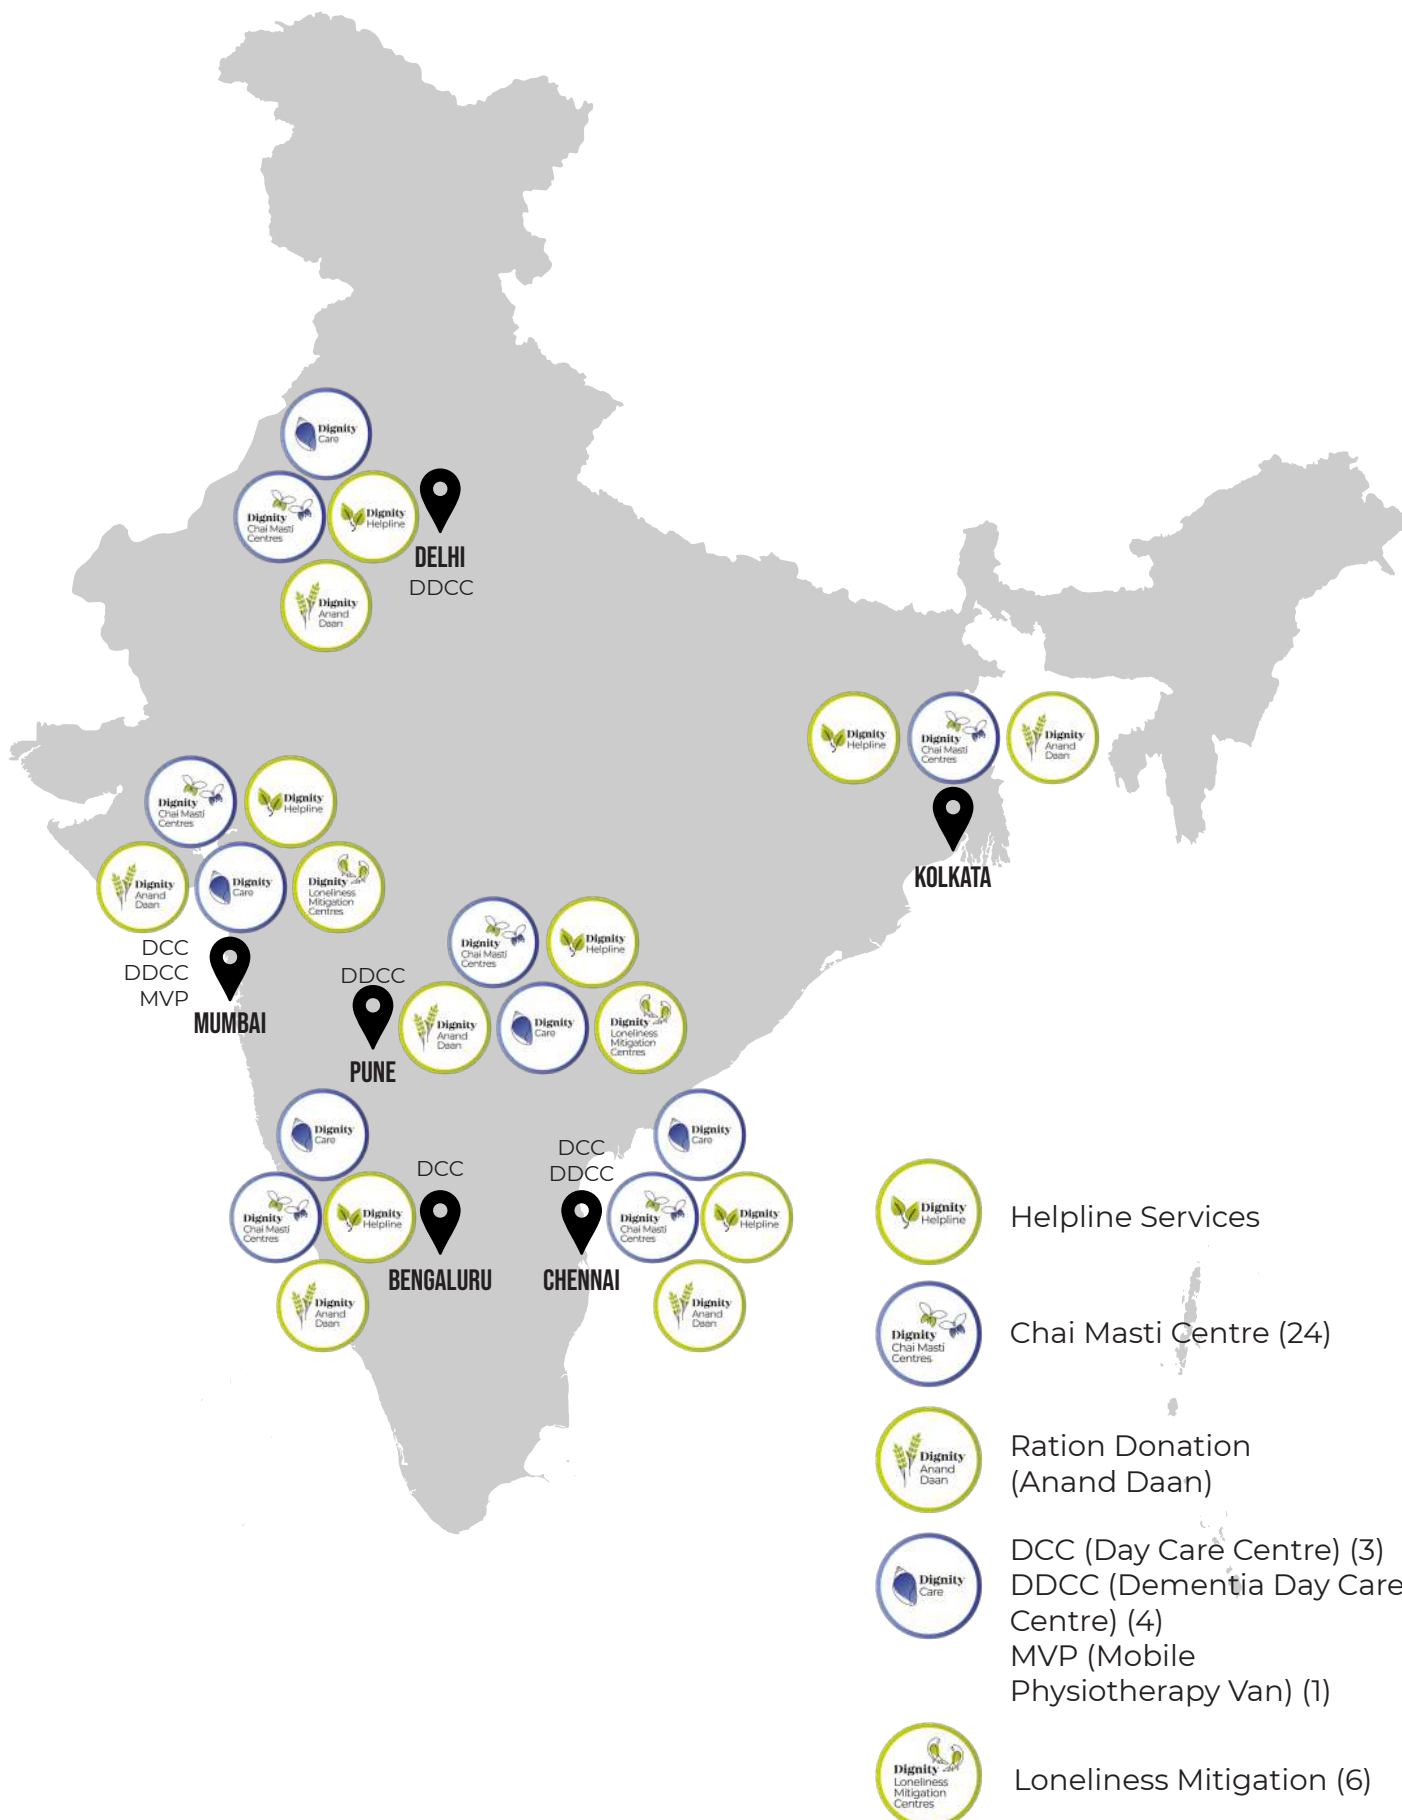 Dignity
Care
Dignity
Chai Masti
Centres
Dignity
Helpline
DELHI
DDCC
Dignity
Anand
Daan
Dignity
Helpline
Dignity
Chai Masti
Centres
Dignity
Anand
Daan
KOLKATA
Dignity
Chai Masti
Centres
Dignity
Helpline
Dignity
Anand
Daan
Dignity
Care
Dignity
Loneliness
Mitigation
Centres
DCC
DDCC
MVP
MUMBAI
Dignity
Chai Masti
Centres
Dignity
Helpline
DDCC
PUNE
Dignity
Anand
Daan
Dignity
Care
Dignity
Loneliness
Mitigation
Centres
Dignity
Care
Dignity
Chai Masti
Centres
Dignity
Helpline
DCC
BENGALURU
Dignity
Anand
Daan
DCC
DDCC
CHENNAI
Dignity
Care
Dignity
Chai Masti
Centres
Dignity
Helpline
Dignity
Anand
Daan
Dignity
Helpline
Helpline Services
Dignity
Chai Masti
Centres
Chai Masti Centre (24)
Dignity
Anand
Daan
Ration Donation
(Anand Daan)
Dignity
Care
DCC (Day Care Centre) (3)
DDCC (Dementia Day Care
Centre) (4)
MVP (Mobile
Physiotherapy Van) (1)
Dignity
Loneliness
Mitigation
Centres
Loneliness Mitigation (6)